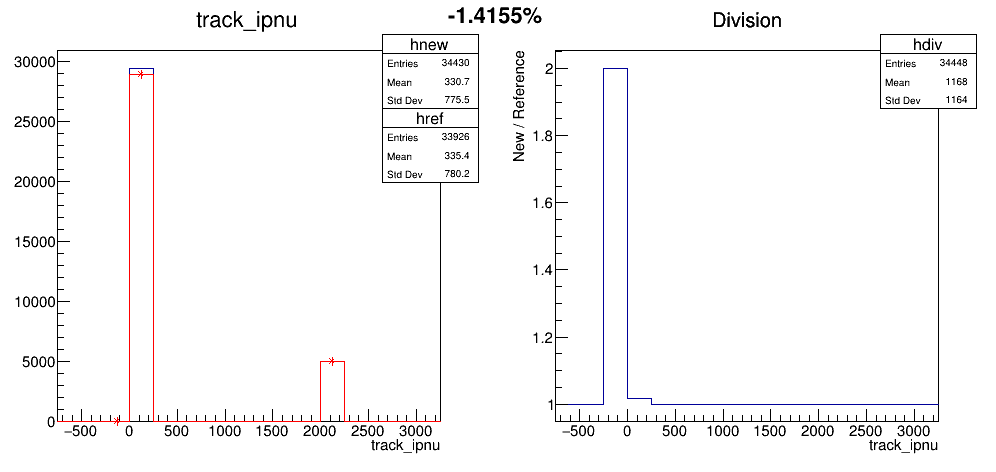 track_ipnu
-1.4155%
Division
hnew
Entries 34430
Mean 330.7
Std Dev 775.5
href
Entries 33926
Mean 335.4
Std Dev 780.2
30000
25000
20000
15000
10000
5000
0
−500 0 500 1000 1500 2000 2500 3000
track_ipnu
hdiv
Entries 34448
Mean 1168
Std Dev 1164
New / Reference
2
1.8
1.6
1.4
1.2
1
−500 0 500 1000 1500 2000 2500 3000
track_ipnu